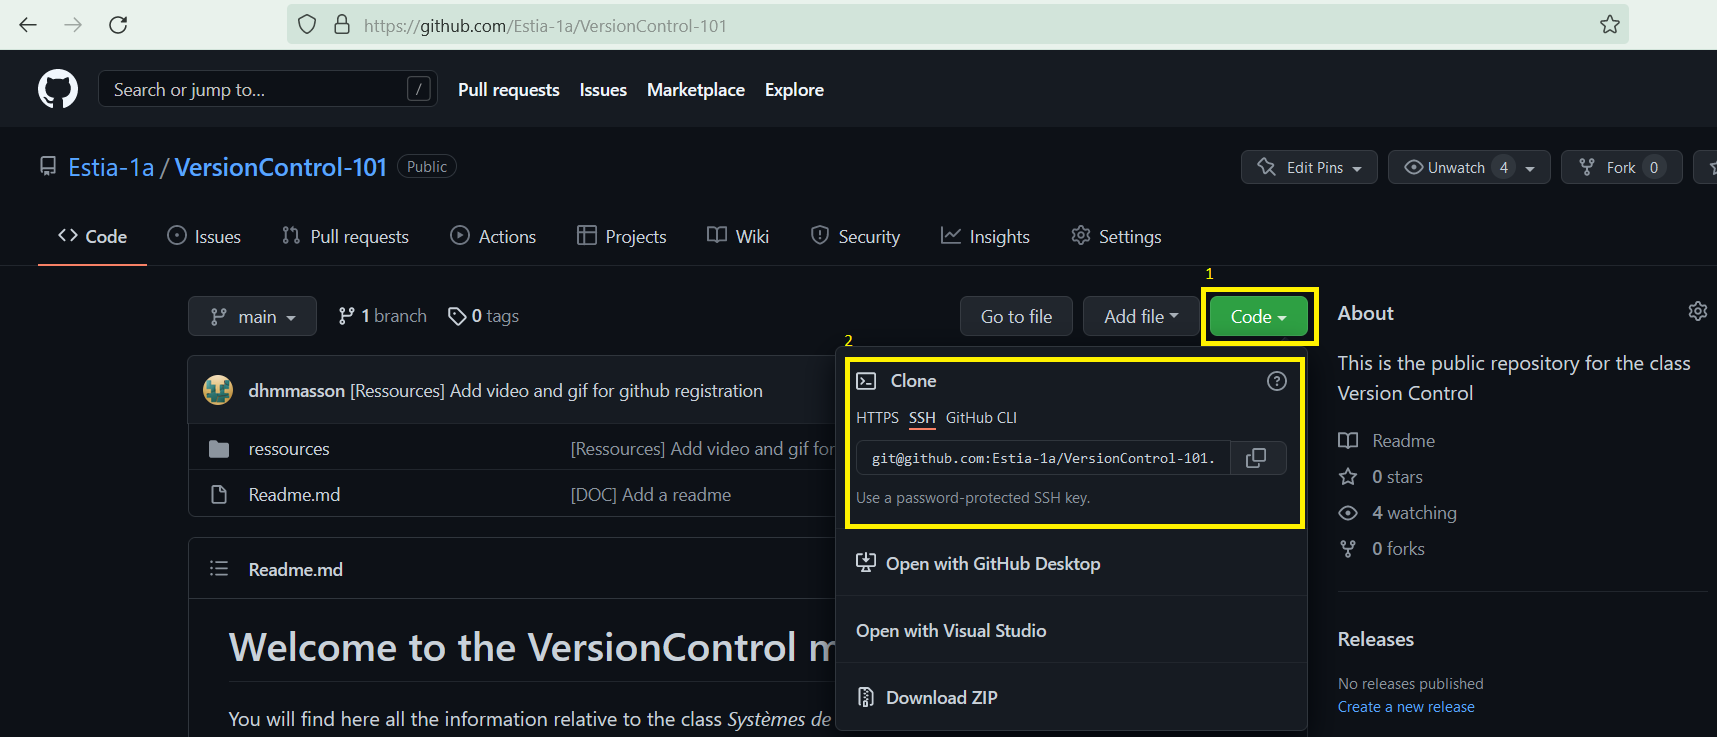 https://github.com/Estia-1a/VersionControl-101
Search or jump to... /
Pull requests Issues Marketplace Explore
Estia-1a / VersionControl-101 Public
Edit Pins Unwatch 4 Fork 0
Code Issues Pull requests Actions Projects Wiki Security Insights Settings
1
main 1 branch 0 tags Go to file Add file Code
About
2
This is the public repository for the class
Version Control
dhmmasson [Ressources] Add video and gif for github registration
ressources [Ressources] Add video and gif for
Readme.md [DOC] Add a readme
Clone
HTTPS SSH GitHub CLI
git@github.com:Estia-1a/VersionControl-101.
Use a password-protected SSH key.
Open with GitHub Desktop
Open with Visual Studio
Download ZIP
Readme
0 stars
4 watching
0 forks
Readme.md
Welcome to the VersionControl m
You will find here all the information relative to the class Systèmes de
Releases
No releases published
Create a new release